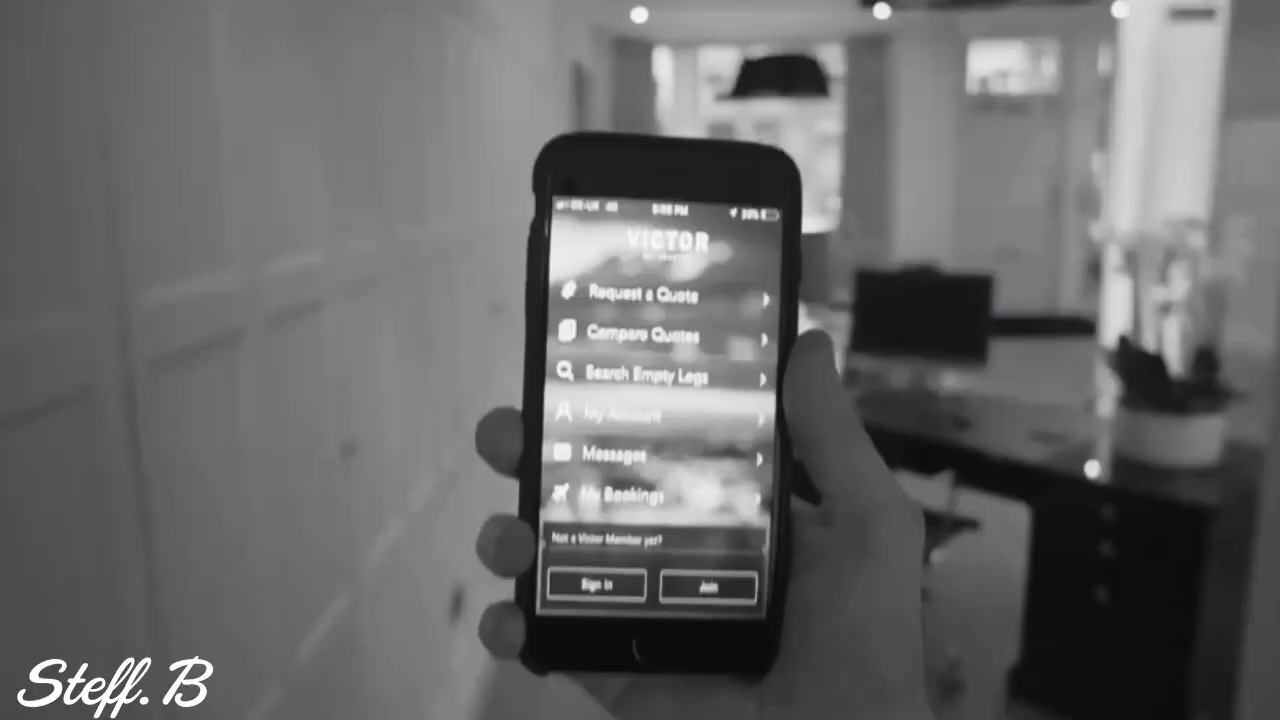 VICTOR
Request a Quote
Compare Quotes
Search Empty Legs
My Account
Messages
My Bookings
Not a Victor Member yet?
Sign In
Join
Steff. B